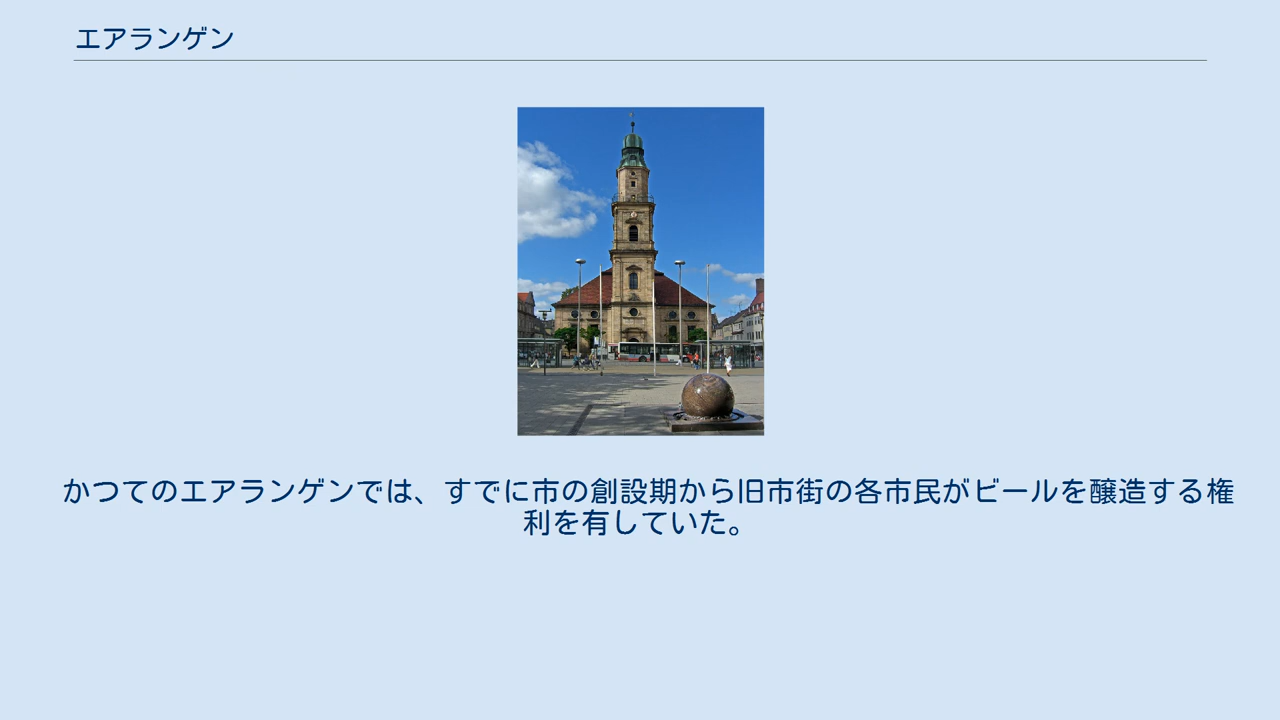 エアランゲン
かつてのエアランゲンでは、すでに市の創設期から旧市街の各市民がビールを醸造する権
利を有していた。